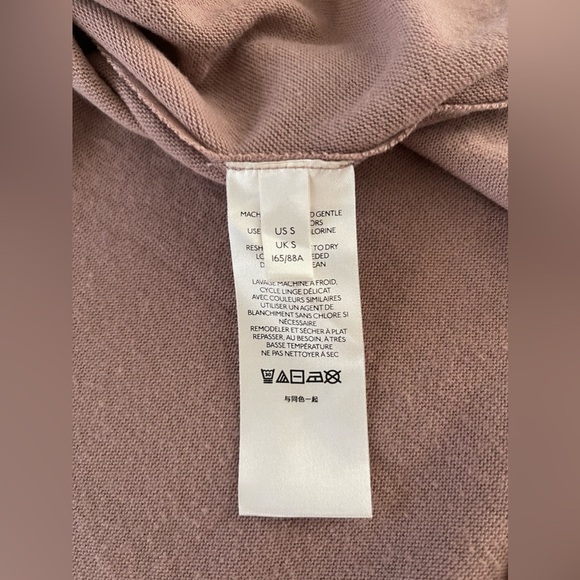 US S
UK S
165/88A
MACH
D GENTLE
ORS
USE
LORINE
RESH
TO DRY
LO
EDED
D
EAN
LAVAGE MACHINE A FROID,
CYCLE LINGE DÉLICAT
AVEC COULEURS SIMILAIRES
UTILISER UN AGENT DE
BLANCHIMENT SANS CHLORE SI
NÉCESSAIRE
REMODELER ET SÉCHER À PLAT
REPASSER, AU BESOIN, À TRÈS
BASSE TEMPÉRATURE
NE PAS NETTOYER À SEC
30
与同色一起